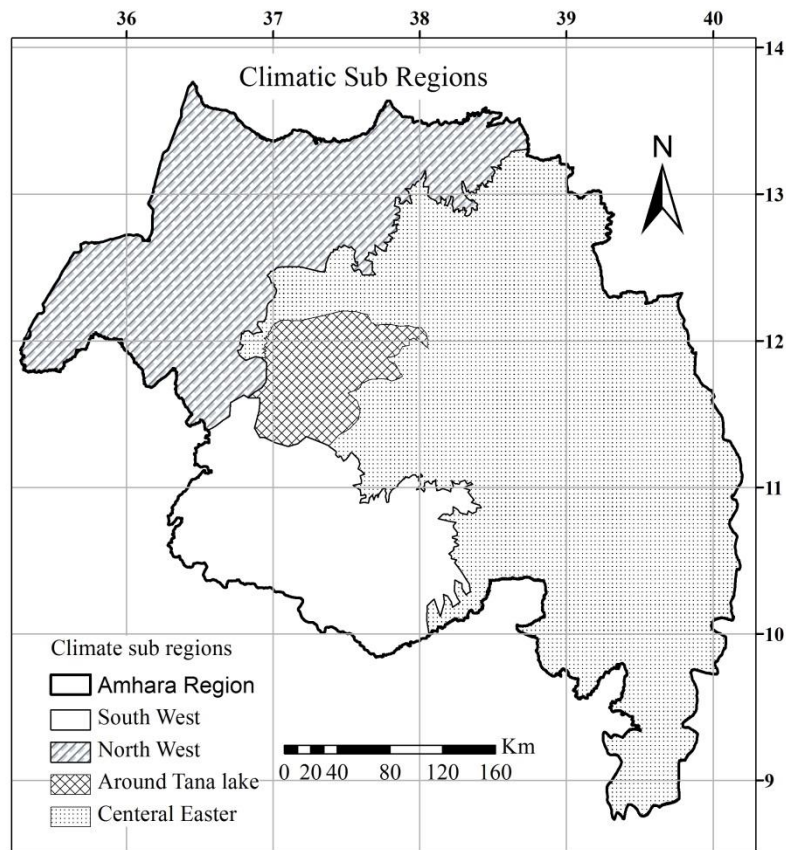 36 37 38 39 40
14
Climatic Sub Regions
N
13
12
11
10
9
Climate sub regions
Amhara Region
South West
North West
Around Tana lake
Centeral Easter
Km
0 20 40 80 120 160